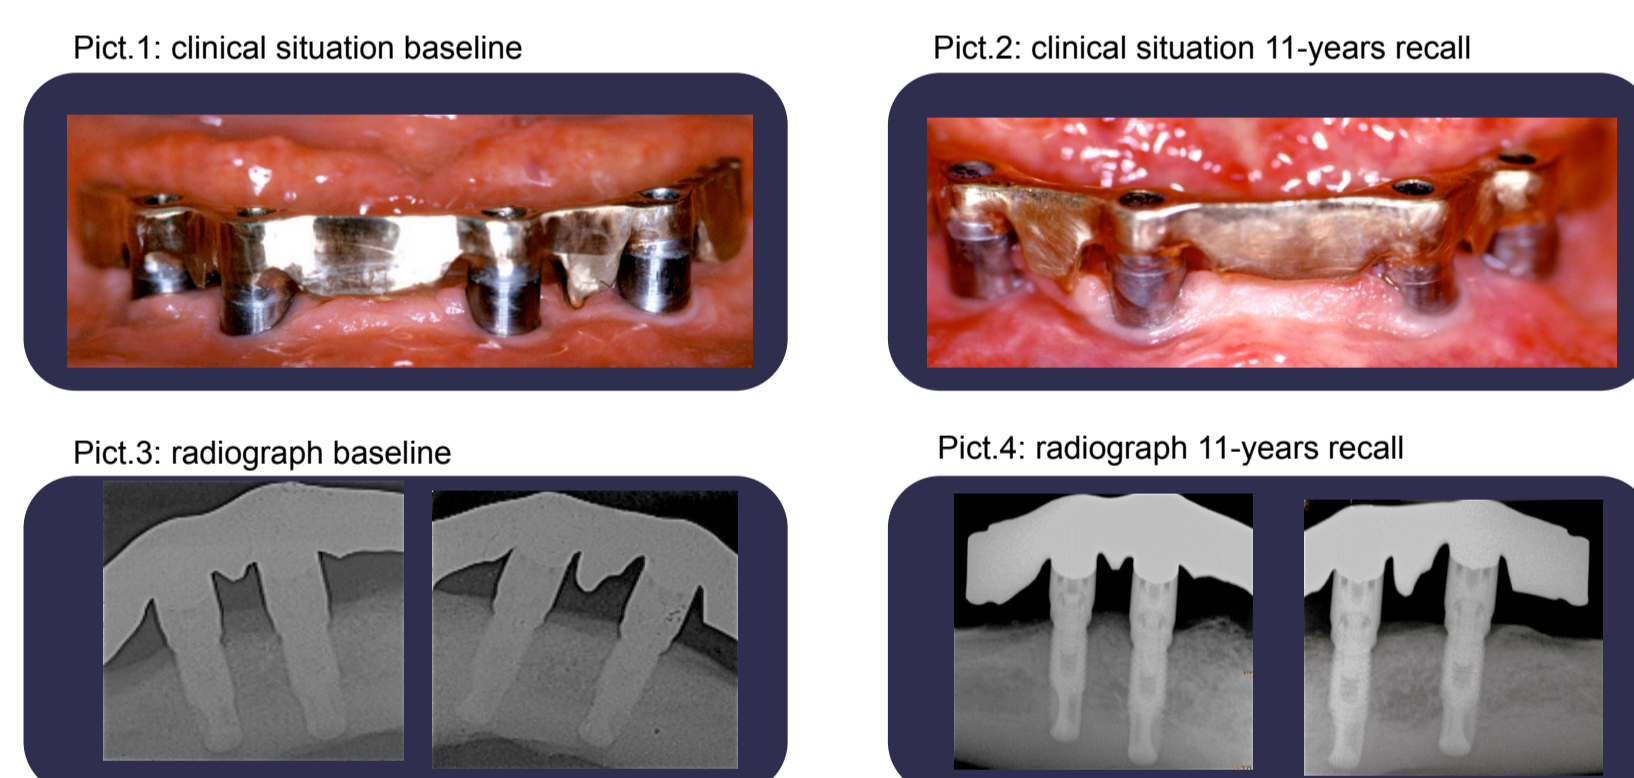 Pict.1: clinical situation baseline
Pict.2: clinical situation 11-years recall
Pict.3: radiograph baseline
Pict.4: radiograph 11-years recall